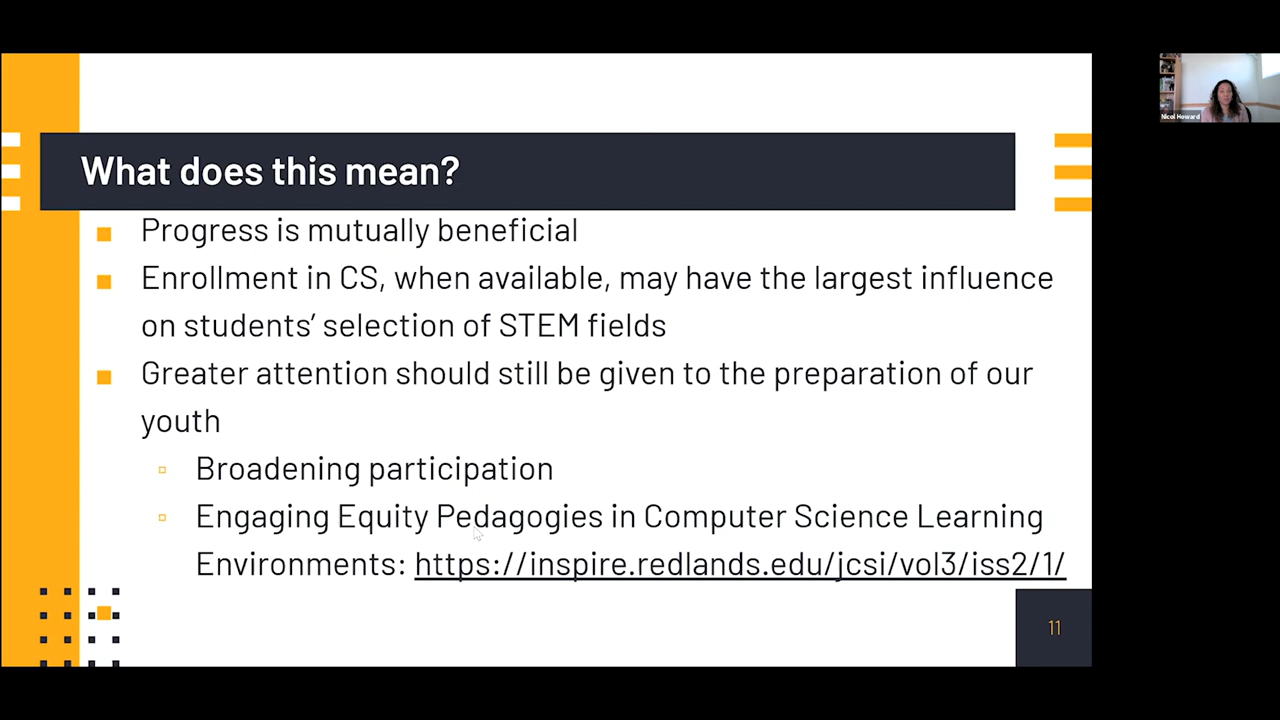 What does this mean?
Progress is mutually beneficial
Enrollment in CS, when available, may have the largest influence
on students’ selection of STEM fields
Greater attention should still be given to the preparation of our
youth
Broadening participation
Engaging Equity Pedagogies in Computer Science Learning
Environments: https://inspire.redlands.edu/jcsi/vol3/iss2/1/
11
Nicol Howard